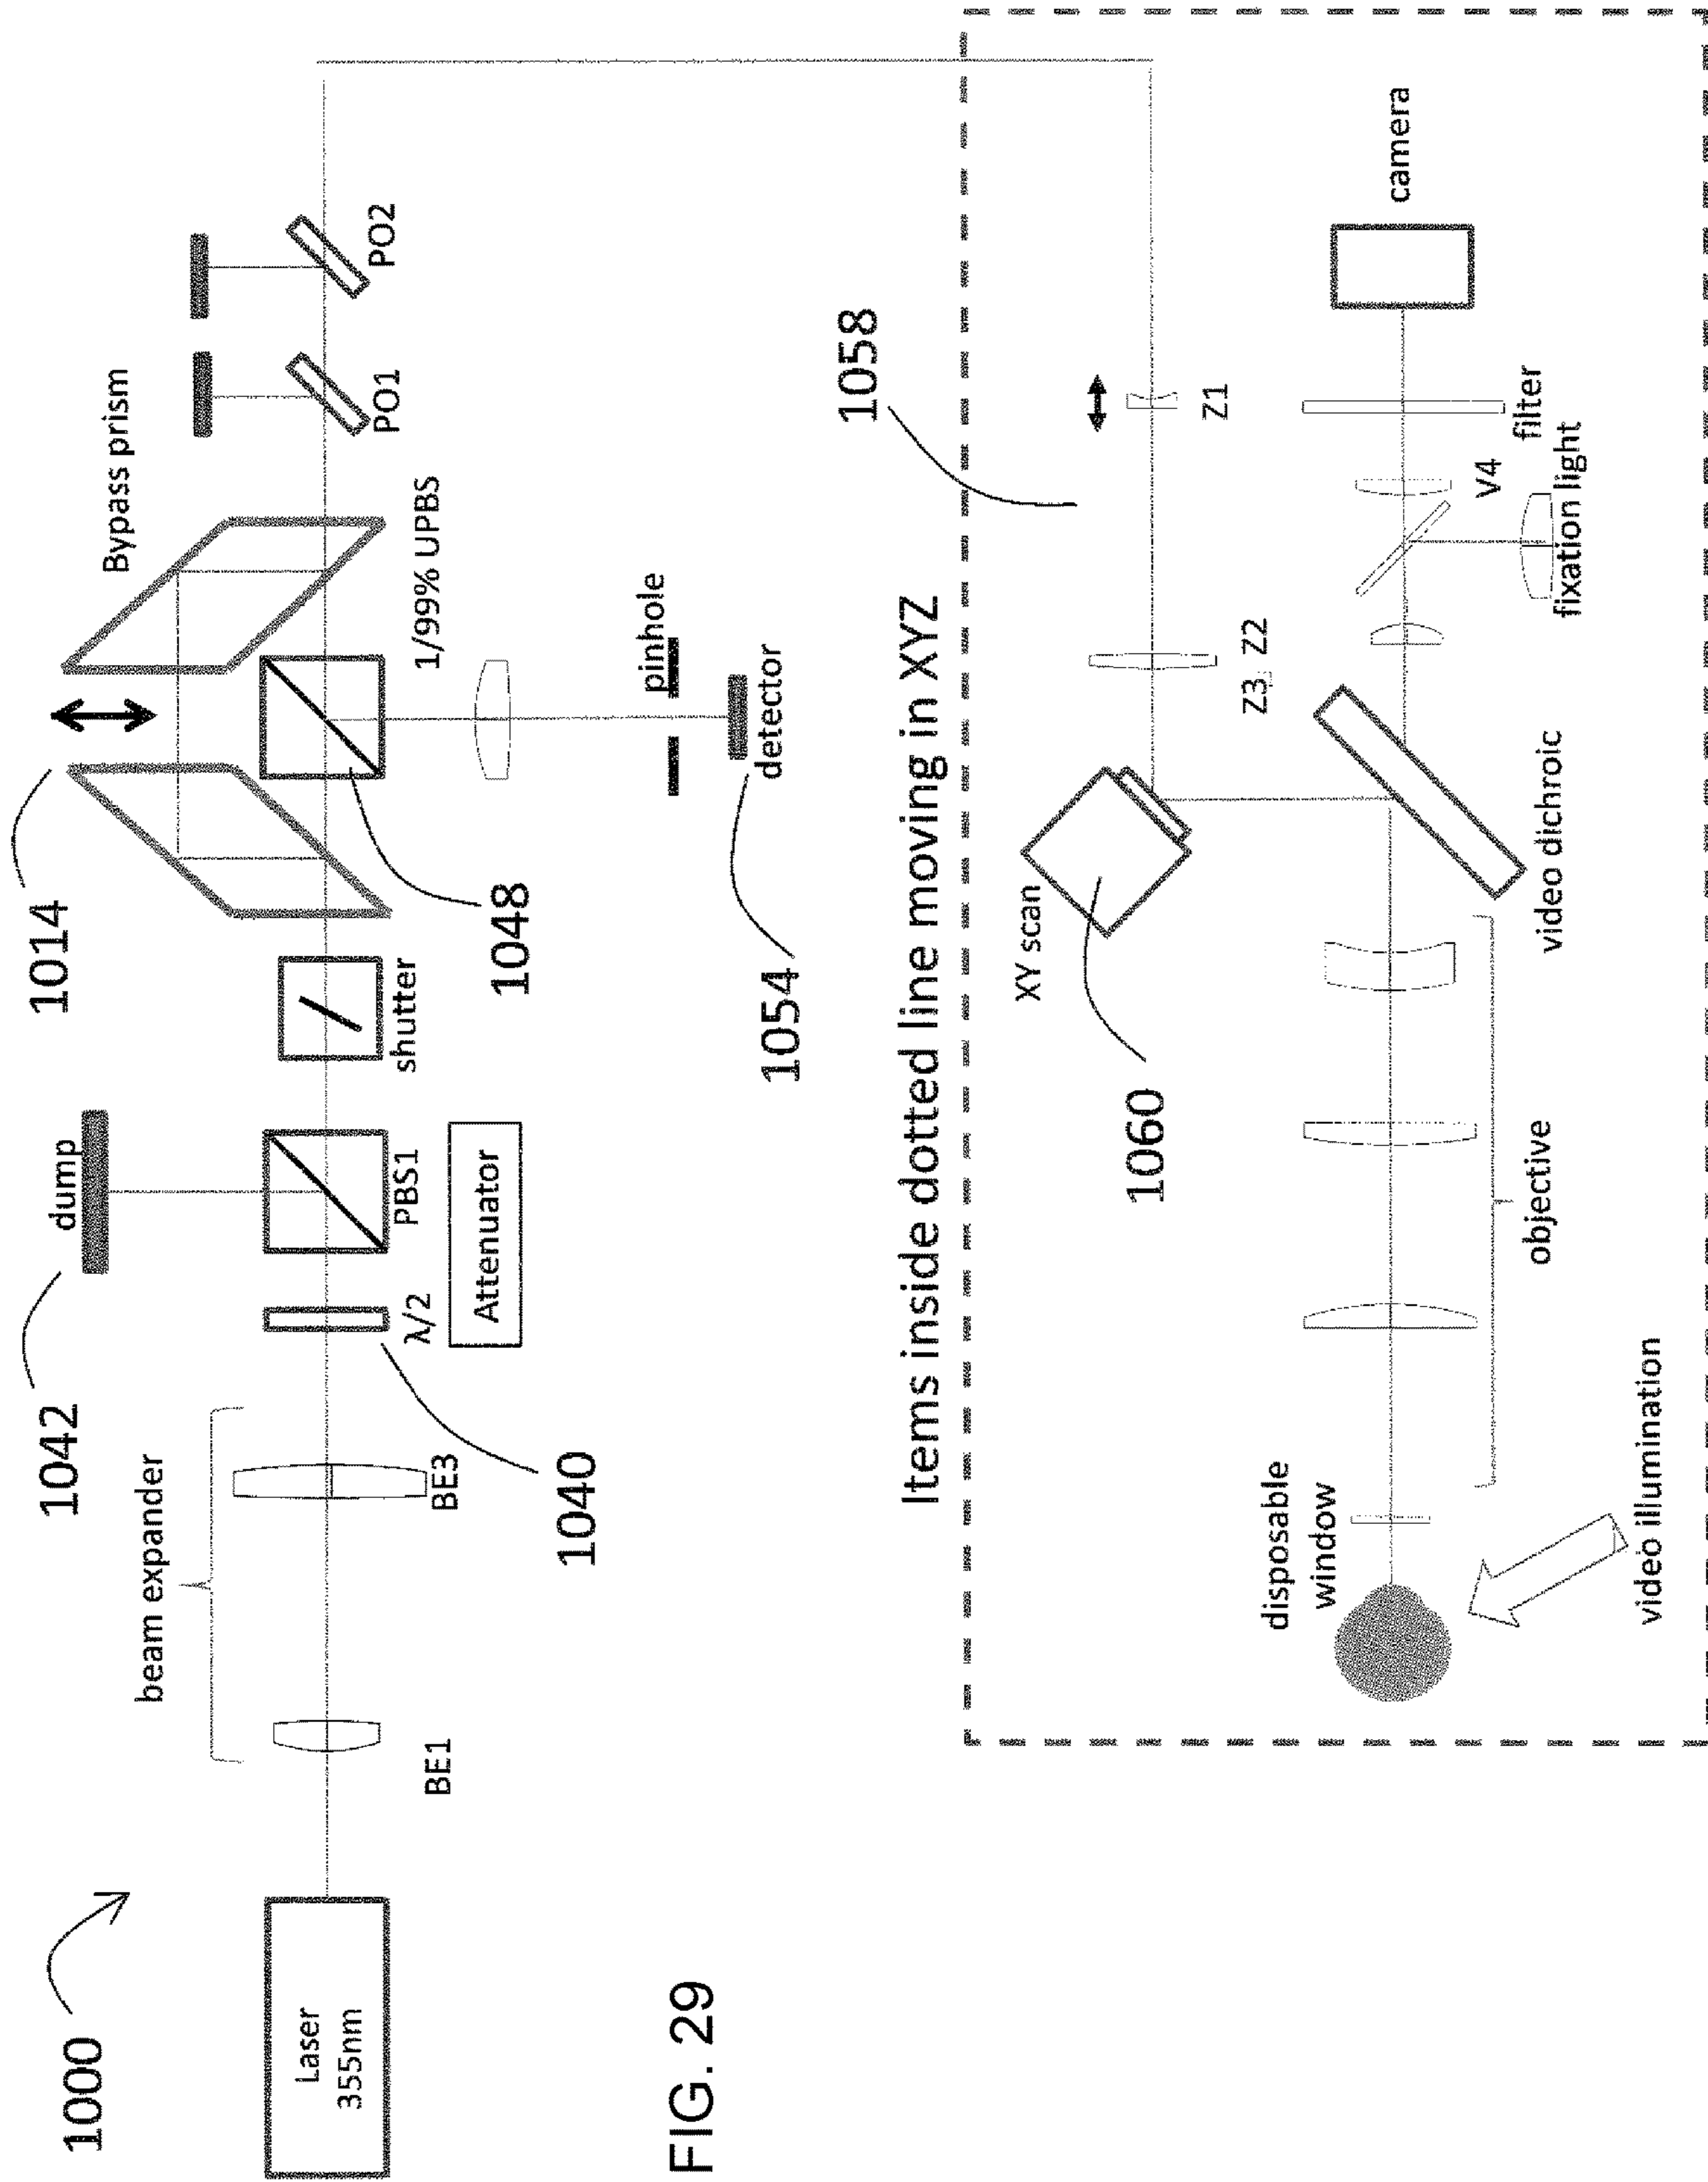 1000
1042
dump
1014
Bypass prism
beam expander
Laser
355nm
BE1
BE3
λ/2
PBS1
shutter
1/99% UPBS
PO1
PO2
Attenuator
1040
1048
pinhole
detector
1054
FIG. 29
1058
Items inside dotted line moving in XYZ
XY scan
1060
Z3
Z2
Z1
camera
V4
filter
fixation light
video dichroic
objective
disposable
window
video illumination